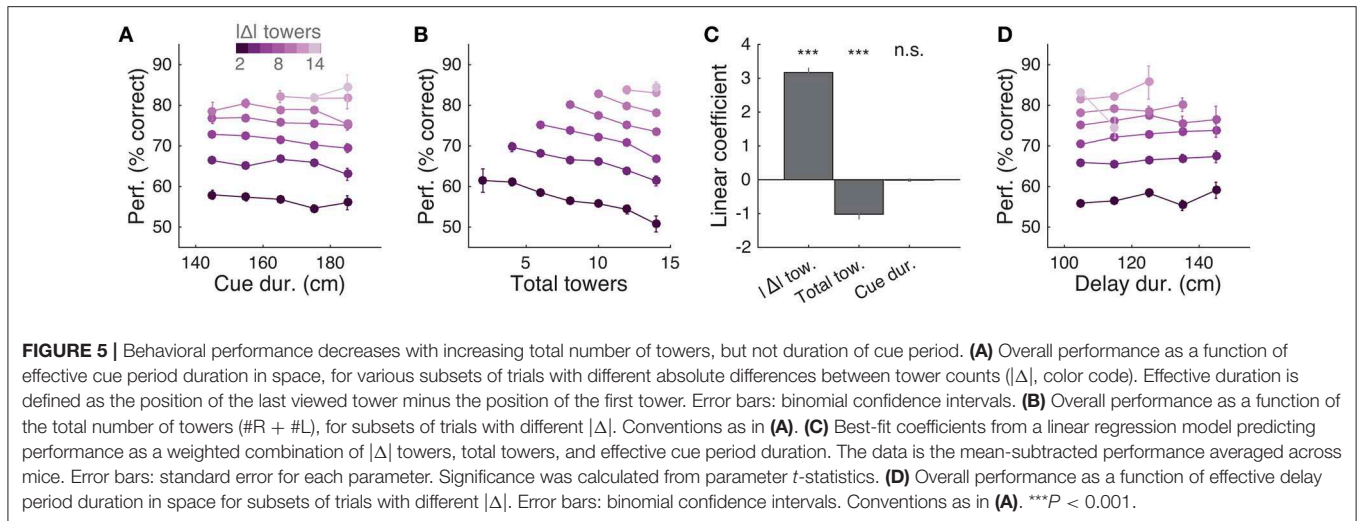 A
|Δ| towers
2 8 14
Perf. (% correct)
90
80
70
60
50
140 160 180
Cue dur. (cm)
B
Perf. (% correct)
90
80
70
60
50
5 10 15
Total towers
C
*** *** n.s.
Linear coefficient
4
3
2
1
0
-1
-2
|Δ| tow.
Total tow.
Cue dur.
D
Perf. (% correct)
90
80
70
60
50
100 120 140
Delay dur. (cm)
FIGURE 5 | Behavioral performance decreases with increasing total number of towers, but not duration of cue period. (A) Overall performance as a function of
effective cue period duration in space, for various subsets of trials with different absolute differences between tower counts (|Δ|, color code). Effective duration is
defined as the position of the last viewed tower minus the position of the first tower. Error bars: binomial confidence intervals. (B) Overall performance as a function of
the total number of towers (#R + #L), for subsets of trials with different |Δ|. Conventions as in (A). (C) Best-fit coefficients from a linear regression model predicting
performance as a weighted combination of |Δ| towers, total towers, and effective cue period duration. The data is the mean-subtracted performance averaged across
mice. Error bars: standard error for each parameter. Significance was calculated from parameter t-statistics. (D) Overall performance as a function of effective delay
period duration in space for subsets of trials with different |Δ|. Error bars: binomial confidence intervals. Conventions as in (A). ***P < 0.001.